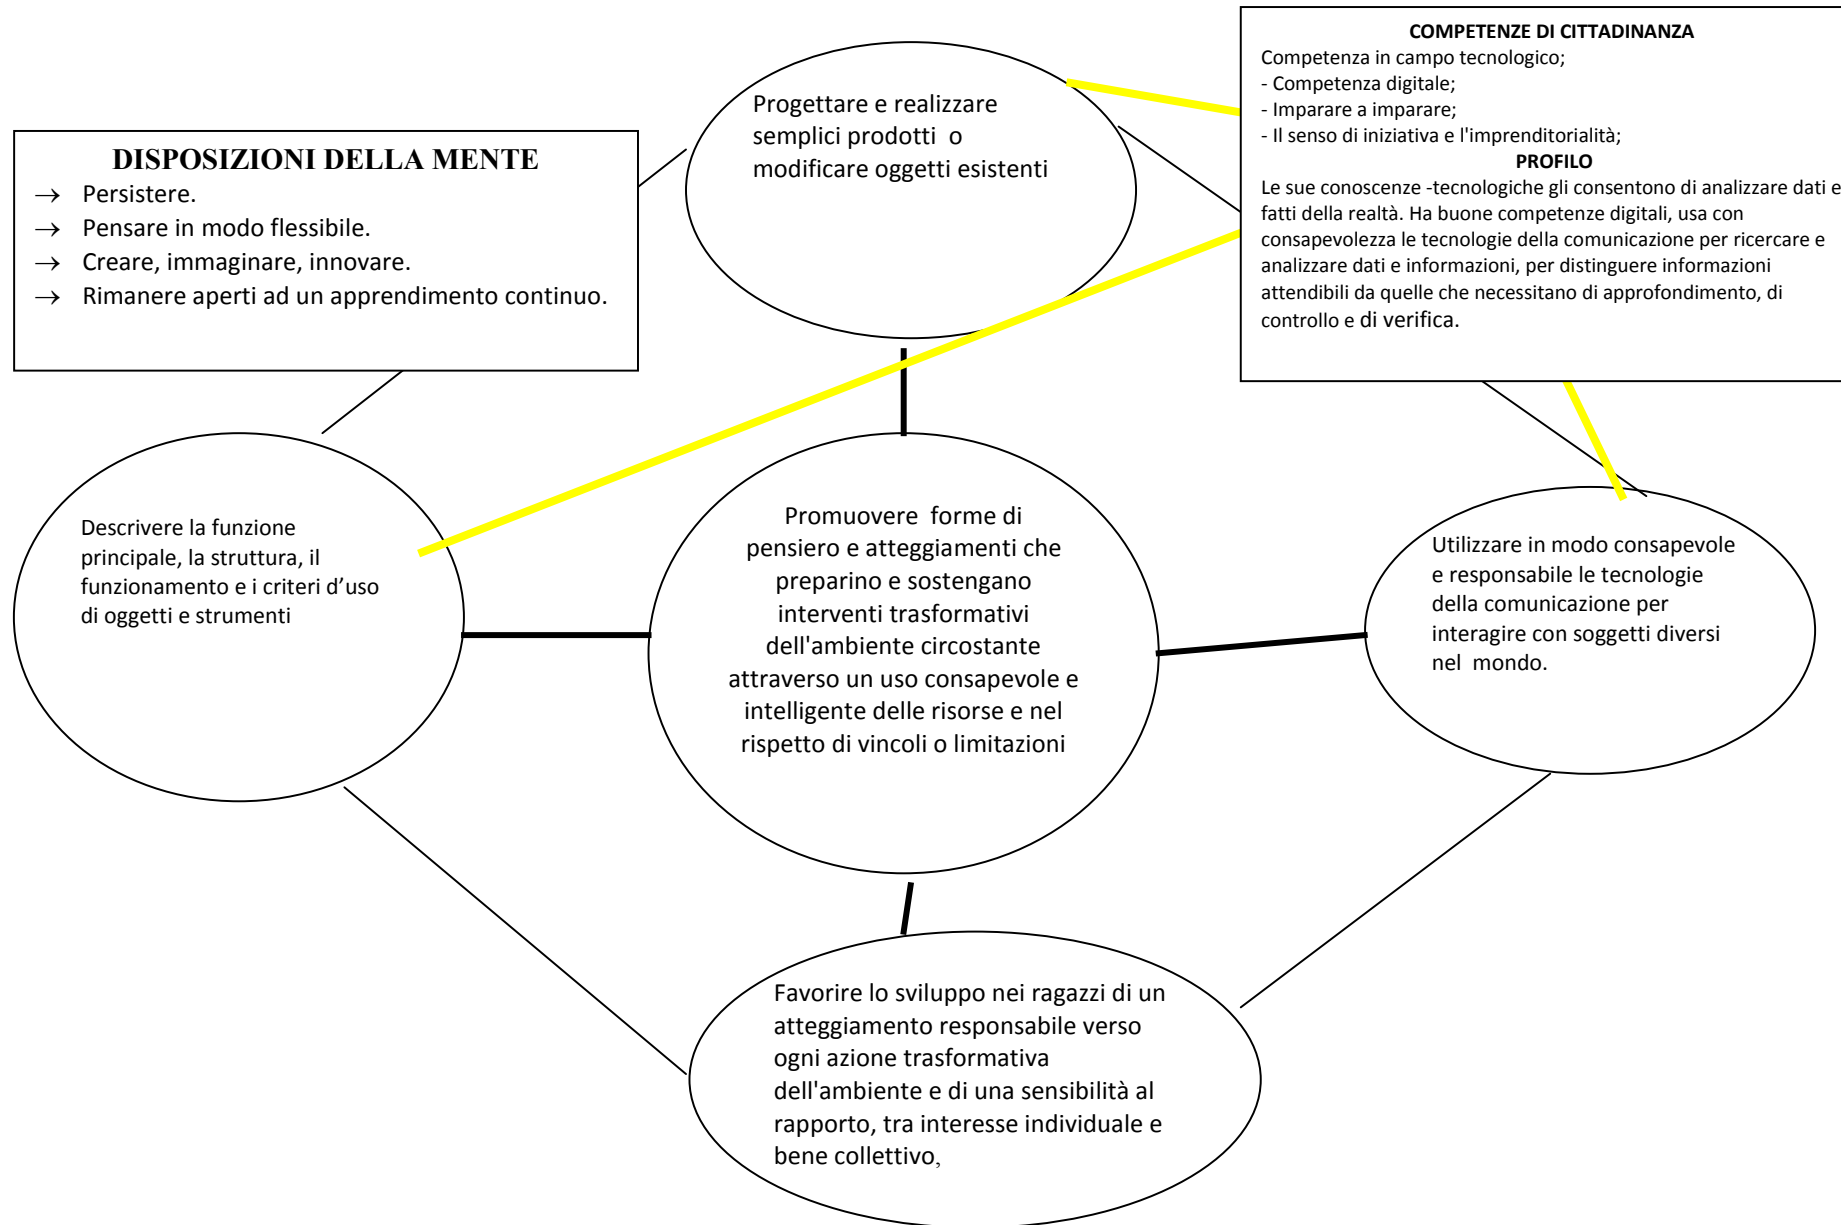 COMPETENZE DI CITTADINANZA
Competenza in campo tecnologico;
- Competenza digitale;
- Imparare a imparare;
- Il senso di iniziativa e l'imprenditorialità;
PROFILO
Le sue conoscenze -tecnologiche gli consentono di analizzare dati e
fatti della realtà. Ha buone competenze digitali, usa con
consapevolezza le tecnologie della comunicazione per ricercare e
analizzare dati e informazioni, per distinguere informazioni
attendibili da quelle che necessitano di approfondimento, di
controllo e di verifica.
Progettare e realizzare
semplici prodotti o
modificare oggetti esistenti
DISPOSIZIONI DELLA MENTE
→ Persistere.
→ Pensare in modo flessibile.
→ Creare, immaginare, innovare.
→ Rimanere aperti ad un apprendimento continuo.
Descrivere la funzione
principale, la struttura, il
funzionamento e i criteri d’uso
di oggetti e strumenti
Promuovere forme di
pensiero e atteggiamenti che
preparino e sostengano
interventi trasformativi
dell'ambiente circostante
attraverso un uso consapevole e
intelligente delle risorse e nel
rispetto di vincoli o limitazioni
Utilizzare in modo consapevole
e responsabile le tecnologie
della comunicazione per
interagire con soggetti diversi
nel mondo.
Favorire lo sviluppo nei ragazzi di un
atteggiamento responsabile verso
ogni azione trasformativa
dell'ambiente e di una sensibilità al
rapporto, tra interesse individuale e
bene collettivo,